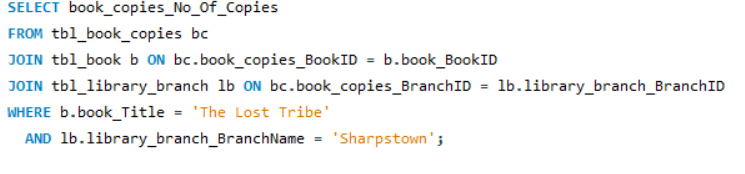 SELECT book_copies_No_Of_Copies
FROM tbl_book_copies bc
JOIN tbl_book b ON bc.book_copies_BookID = b.book_BookID
JOIN tbl_library_branch lb ON bc.book_copies_BranchID = lb.library_branch_BranchID
WHERE b.book_Title = 'The Lost Tribe'
  AND lb.library_branch_BranchName = 'Sharpstown';